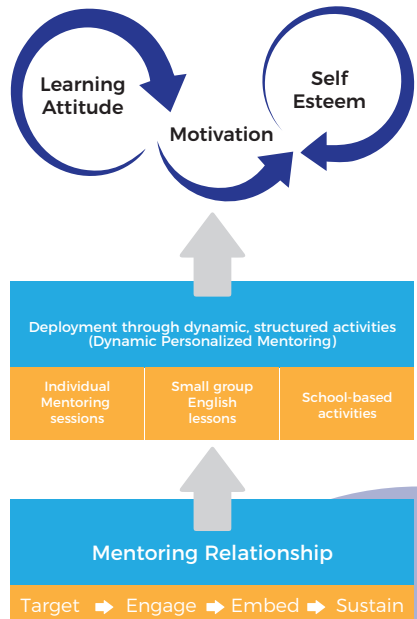 Learning
Attitude
Self
Esteem
Motivation
Deployment through dynamic, structured activities
(Dynamic Personalized Mentoring)
Individual
Mentoring
sessions
Small group
English
lessons
School-based
activities
Mentoring Relationship
Target Engage Embed Sustain